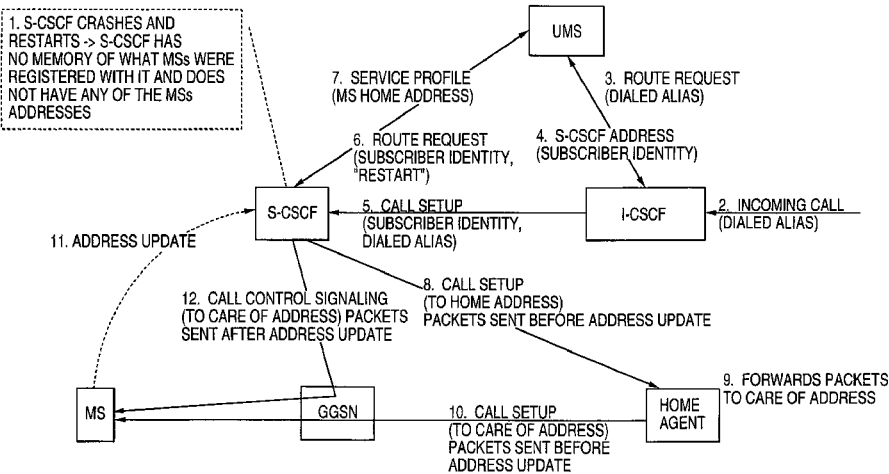 1. S-CSCF CRASHES AND
RESTARTS -> S-CSCF HAS
NO MEMORY OF WHAT MSs WERE
REGISTERED WITH IT AND DOES
NOT HAVE ANY OF THE MSs
ADDRESSES
UMS
7. SERVICE PROFILE
(MS HOME ADDRESS)
3. ROUTE REQUEST
(DIALED ALIAS)
6. ROUTE REQUEST
(SUBSCRIBER IDENTITY,
"RESTART")
4. S-CSCF ADDRESS
(SUBSCRIBER IDENTITY)
S-CSCF
5. CALL SETUP
(SUBSCRIBER IDENTITY,
DIALED ALIAS)
I-CSCF
2. INCOMING CALL
(DIALED ALIAS)
11. ADDRESS UPDATE
12. CALL CONTROL SIGNALING
(TO CARE OF ADDRESS) PACKETS
SENT AFTER ADDRESS UPDATE
8. CALL SETUP
(TO HOME ADDRESS)
PACKETS SENT BEFORE ADDRESS UPDATE
MS
GGSN
10. CALL SETUP
(TO CARE OF ADDRESS)
PACKETS SENT BEFORE
ADDRESS UPDATE
HOME
AGENT
9. FORWARDS PACKETS
TO CARE OF ADDRESS